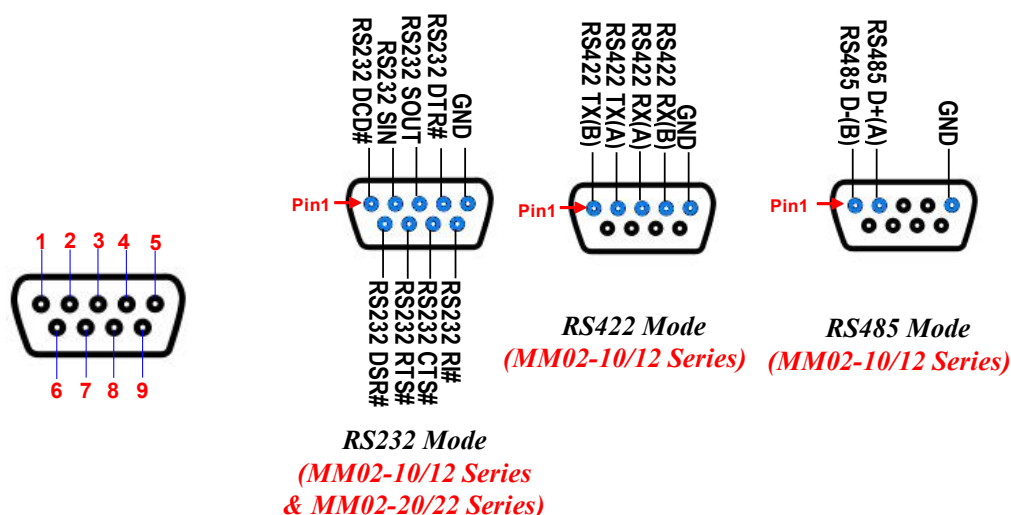 1 2 3 4 5
6 7 8 9
RS232 DCD#
RS232 SIN
RS232 SOUT
RS232 DTR#
GND
Pin1
RS232 DSR#
RS232 RTS#
RS232 CTS#
RS232 RI#
RS232 Mode
(MM02-10/12 Series
& MM02-20/22 Series)
RS422 TX(B)
RS422 TX(A)
RS422 RX(A)
RS422 RX(B)
GND
Pin1
RS422 Mode
(MM02-10/12 Series)
RS485 D-(B)
RS485 D+(A)
GND
Pin1
RS485 Mode
(MM02-10/12 Series)